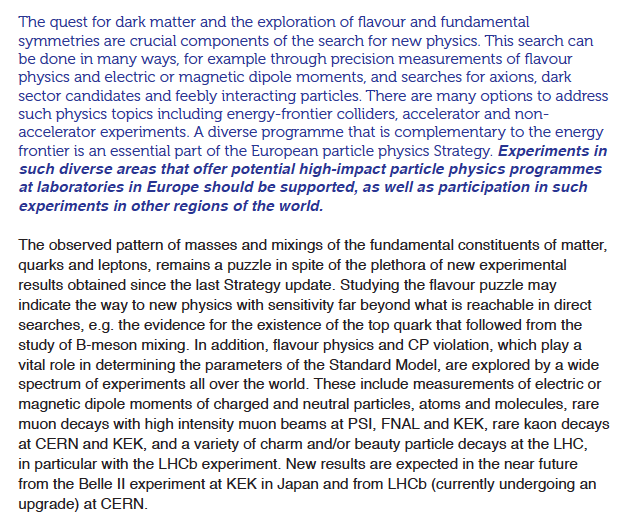 The quest for dark matter and the exploration of flavour and fundamental
symmetries are crucial components of the search for new physics. This search can
be done in many ways, for example through precision measurements of flavour
physics and electric or magnetic dipole moments, and searches for axions, dark
sector candidates and feebly interacting particles. There are many options to address
such physics topics including energy-frontier colliders, accelerator and non-
accelerator experiments. A diverse programme that is complementary to the energy
frontier is an essential part of the European particle physics Strategy. Experiments in
such diverse areas that offer potential high-impact particle physics programmes
at laboratories in Europe should be supported, as well as participation in such
experiments in other regions of the world.
The observed pattern of masses and mixings of the fundamental constituents of matter,
quarks and leptons, remains a puzzle in spite of the plethora of new experimental
results obtained since the last Strategy update. Studying the flavour puzzle may
indicate the way to new physics with sensitivity far beyond what is reachable in direct
searches, e.g. the evidence for the existence of the top quark that followed from the
study of B-meson mixing. In addition, flavour physics and CP violation, which play a
vital role in determining the parameters of the Standard Model, are explored by a wide
spectrum of experiments all over the world. These include measurements of electric or
magnetic dipole moments of charged and neutral particles, atoms and molecules, rare
muon decays with high intensity muon beams at PSI, FNAL and KEK, rare kaon decays
at CERN and KEK, and a variety of charm and/or beauty particle decays at the LHC,
in particular with the LHCb experiment. New results are expected in the near future
from the Belle II experiment at KEK in Japan and from LHCb (currently undergoing an
upgrade) at CERN.